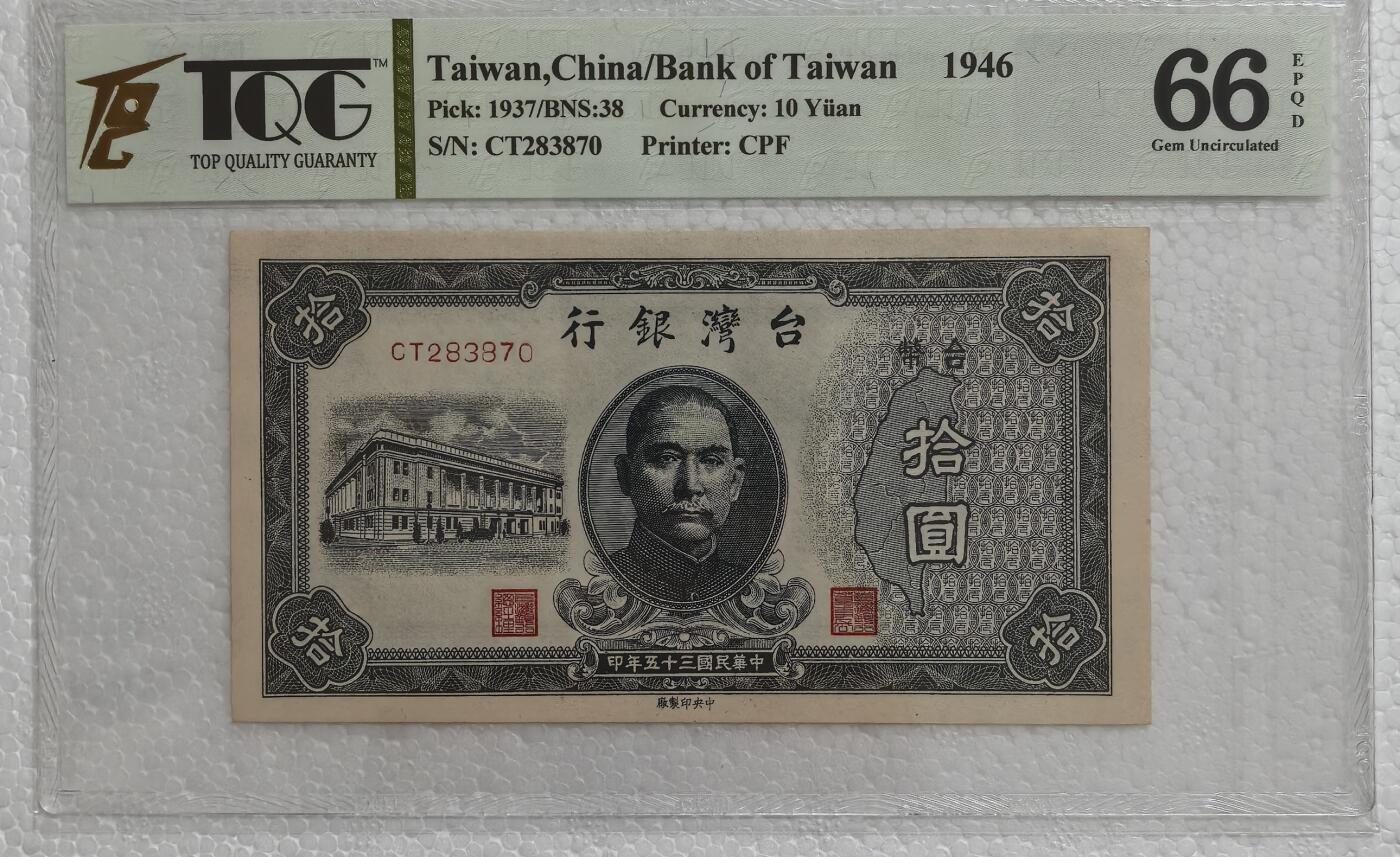 TQG™
TOP QUALITY GUARANTY
Taiwan,China/Bank of Taiwan 1946
Pick: 1937/BNS:38 Currency: 10 Yüan
S/N: CT283870 Printer: CPF
66
EPQD
Gem Uncirculated
拾
拾
行銀灣台
CT283870
幣台
拾
圓
拾
拾
印年五十三國民華中
廠製印央中